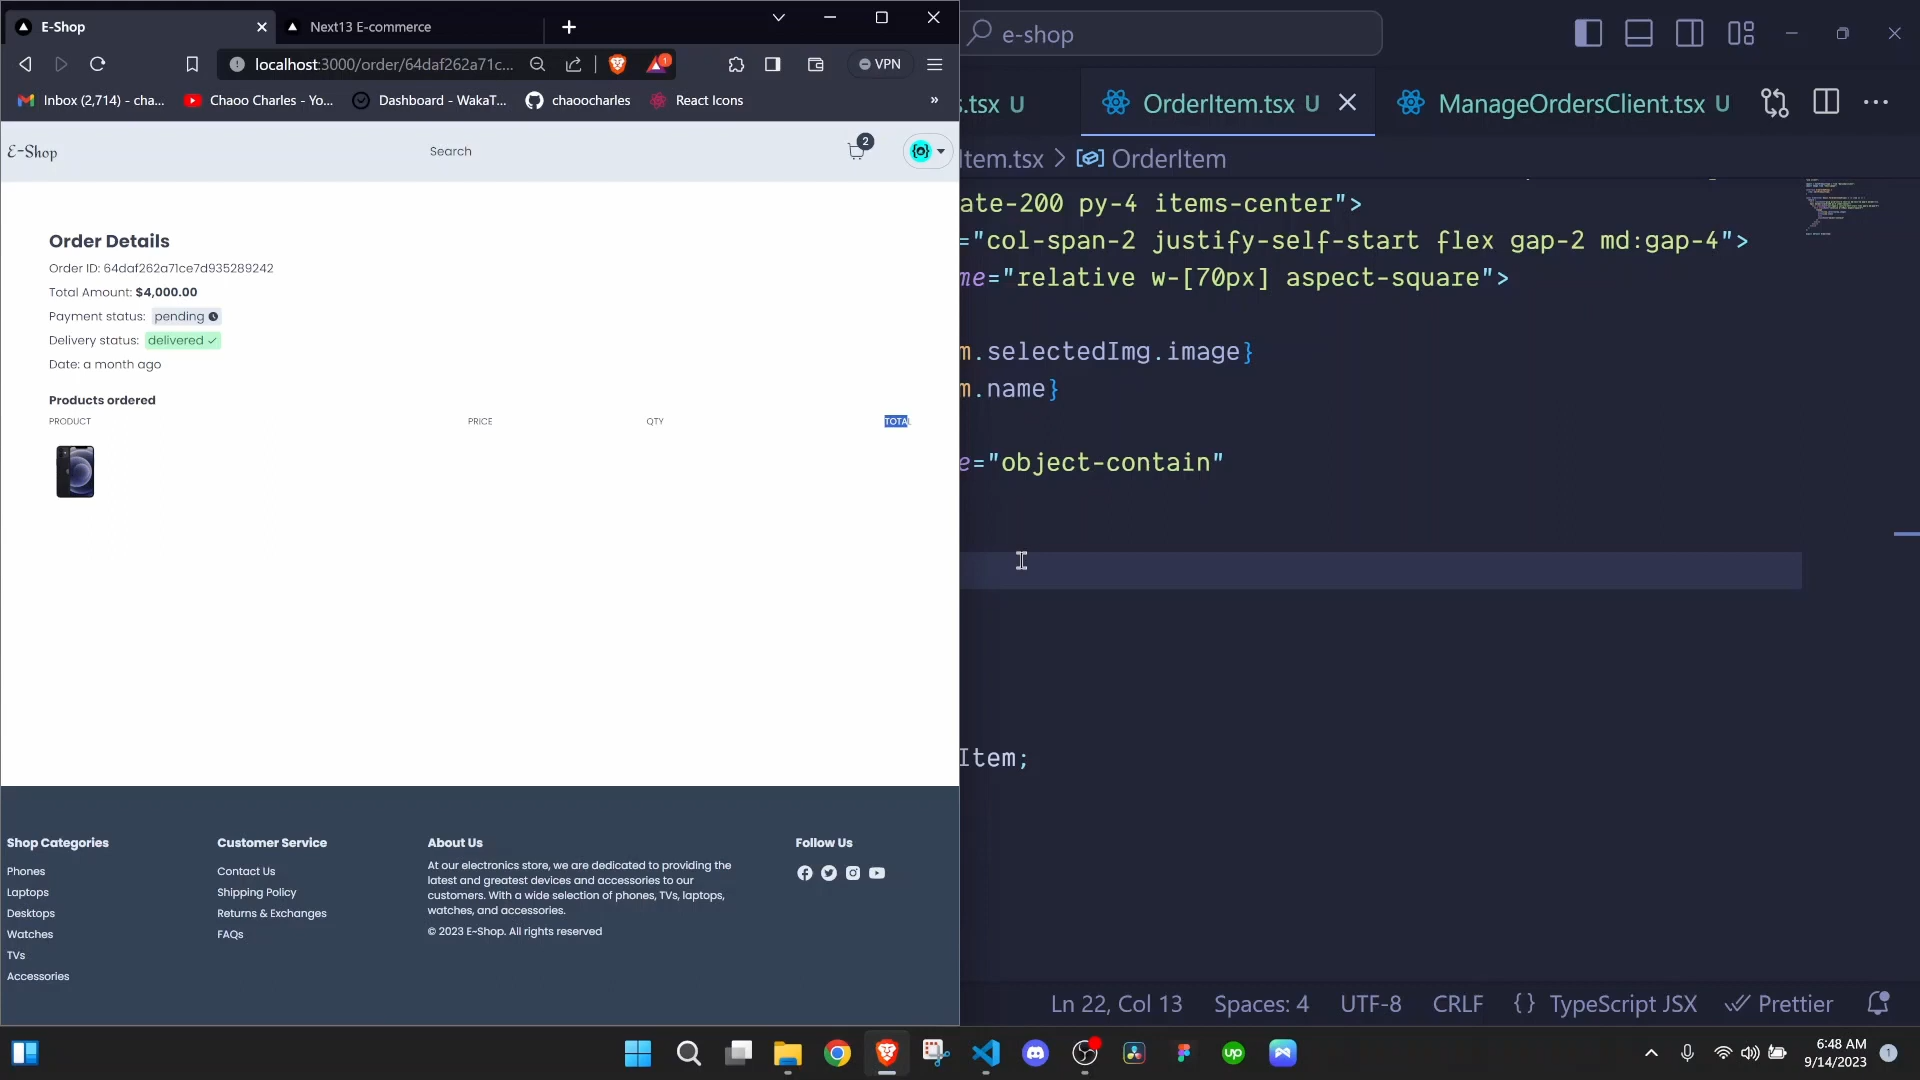 E-Shop
Next13 E-commerce
localhost:3000/order/64daf262a71c...
1
VPN
Inbox (2,714) - cha...
Chaoo Charles - Yo...
Dashboard - WakaT...
chaoocharles
React Icons
»
E-Shop
Search
2
Order Details
Order ID: 64daf262a71ce7d935289242
Total Amount: $4,000.00
Payment status: pending
Delivery status: delivered
Date: a month ago
Products ordered
PRODUCT PRICE QTY TOTAL
Shop Categories
Phones
Laptops
Desktops
Watches
TVs
Accessories
Customer Service
Contact Us
Shipping Policy
Returns & Exchanges
FAQs
About Us
At our electronics store, we are dedicated to providing the
latest and greatest devices and accessories to our
customers. With a wide selection of phones, TVs, laptops,
watches, and accessories.
© 2023 E-Shop. All rights reserved
Follow Us
e-shop
s.tsx U
OrderItem.tsx U
ManageOrdersClient.tsx U
Item.tsx > OrderItem
ate-200 py-4 items-center">
="col-span-2 justify-self-start flex gap-2 md:gap-4">
me="relative w-[70px] aspect-square">
m.selectedImg.image}
m.name}
e="object-contain"
Item;
Ln 22, Col 13
Spaces: 4
UTF-8
CRLF
{} TypeScript JSX
Prettier
up
6:48 AM
9/14/2023
1